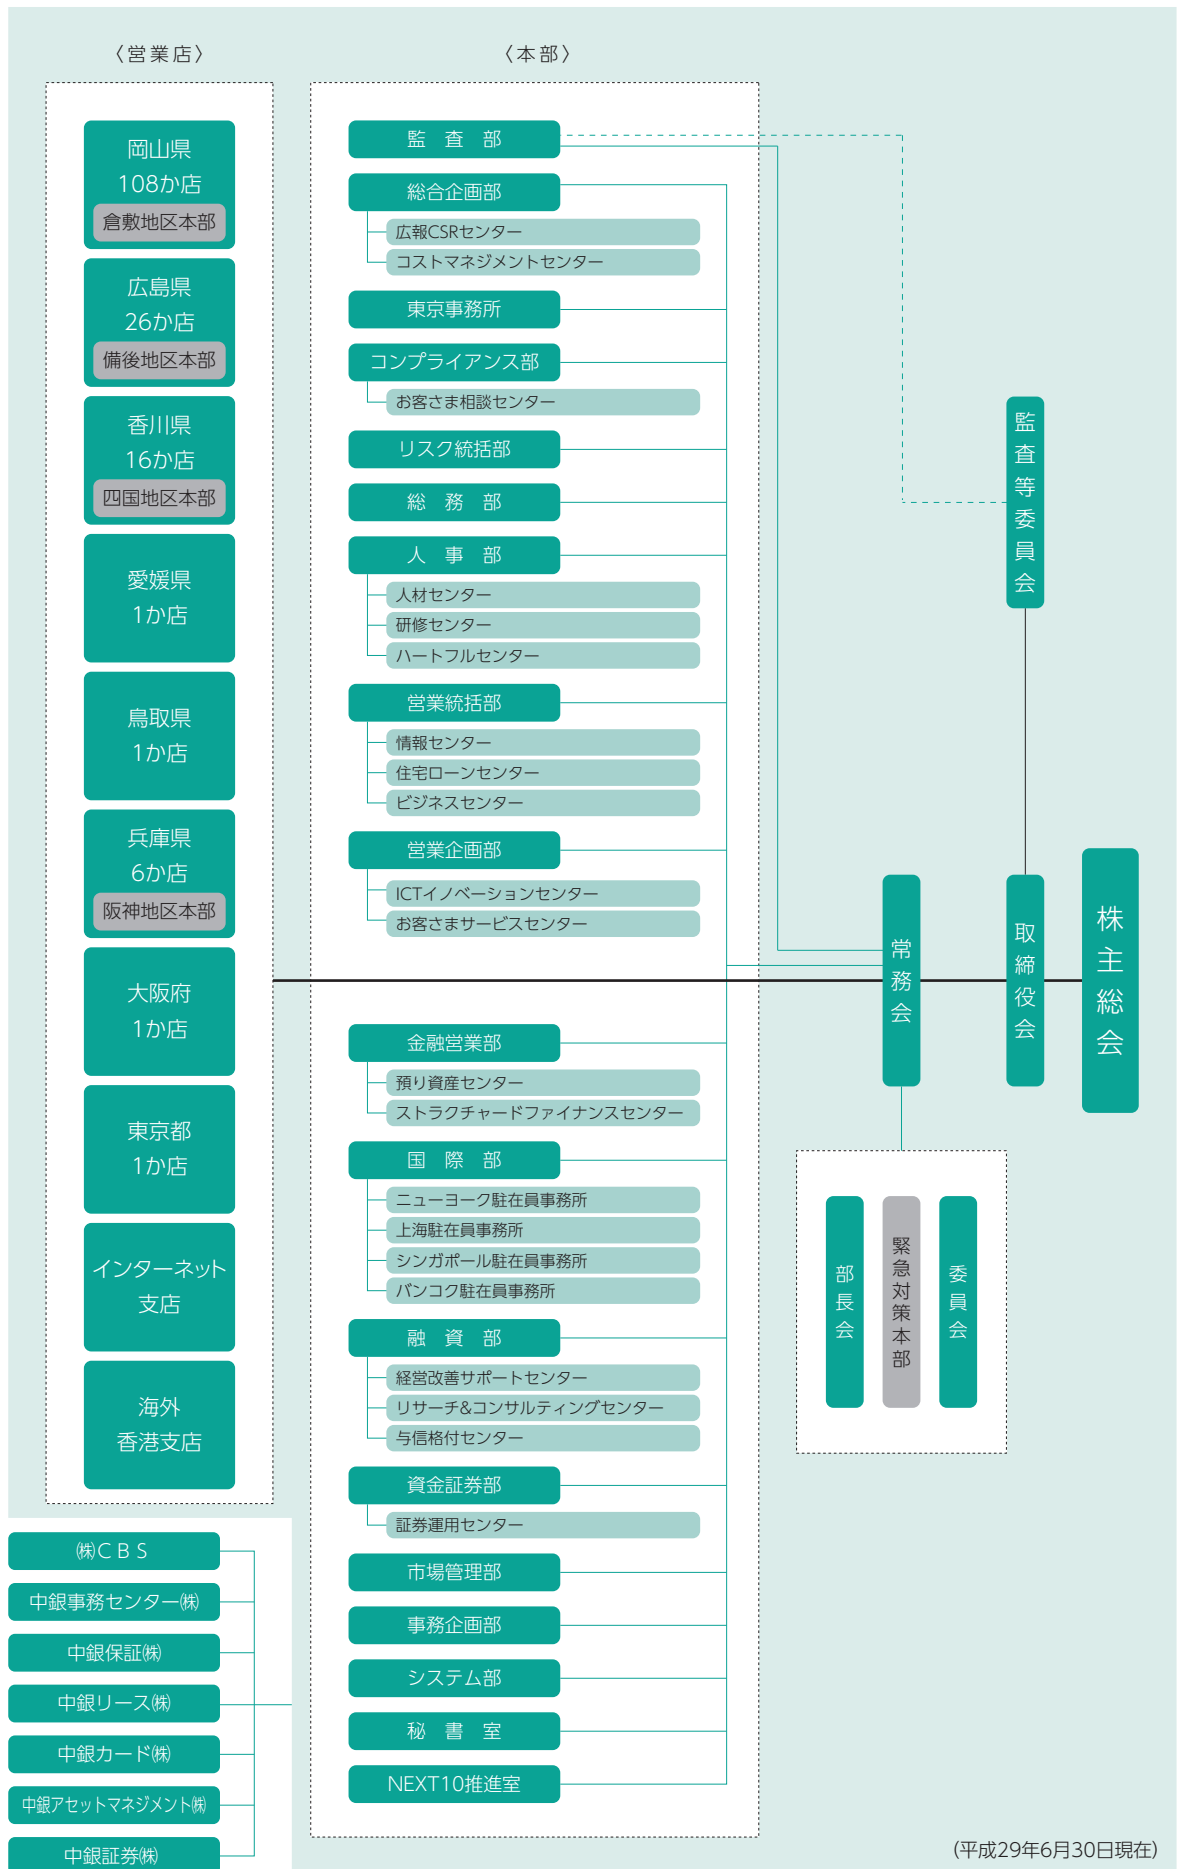 〈営業店〉
岡山県
108か店
倉敷地区本部
広島県
26か店
備後地区本部
香川県
16か店
四国地区本部
愛媛県
1か店
鳥取県
1か店
兵庫県
6か店
阪神地区本部
大阪府
1か店
東京都
1か店
インターネット
支店
海外
香港支店
〈本部〉
監査部
総合企画部
広報CSRセンター
コストマネジメントセンター
東京事務所
コンプライアンス部
お客さま相談センター
リスク統括部
総務部
人事部
人材センター
研修センター
ハートフルセンター
営業統括部
情報センター
住宅ローンセンター
ビジネスセンター
営業企画部
ICTイノベーションセンター
お客さまサービスセンター
金融営業部
預り資産センター
ストラクチャードファイナンスセンター
国際部
ニューヨーク駐在員事務所
上海駐在員事務所
シンガポール駐在員事務所
バンコク駐在員事務所
融資部
経営改善サポートセンター
リサーチ&コンサルティングセンター
与信格付センター
資金証券部
証券運用センター
市場管理部
事務企画部
システム部
秘書室
NEXT10推進室
監査等委員会
常務会
取締役会
株主総会
部長会
緊急対策本部
委員会
㈱CBS
中銀事務センター㈱
中銀保証㈱
中銀リース㈱
中銀カード㈱
中銀アセットマネジメント㈱
中銀証券㈱
(平成29年6月30日現在)